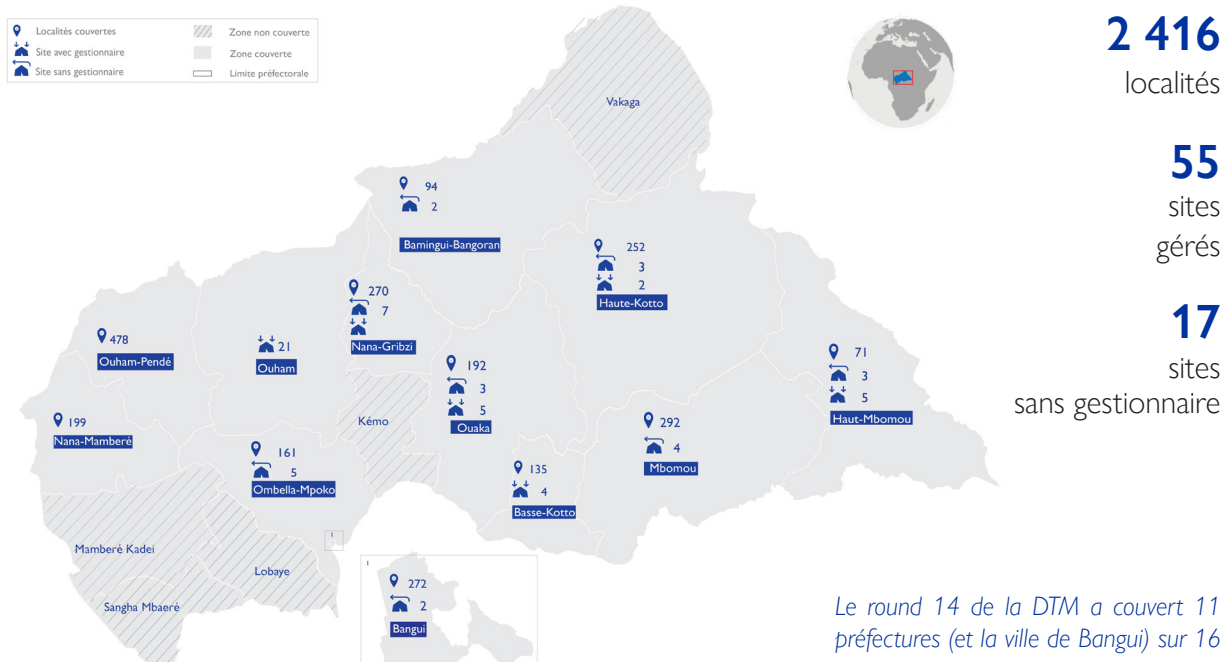 Localités couvertes
Site avec gestionnaire
Site sans gestionnaire
Zone non couverte
Zone couverte
Limite préfectorale
2 416
localités
55
sites
gérés
17
sites
sans gestionnaire
Vakaga
94
2
Bamingui-Bangoran
252
3
2
Haute-Kotto
270
7
Nana-Gribzi
478
Ouham-Pendé
21
Ouham
192
3
5
Ouaka
71
3
5
Haut-Mbomou
199
Nana-Mamberé
Kémo
292
4
Mbomou
161
5
Ombella-Mpoko
135
4
Basse-Kotto
Mamberé Kadei
Lobaye
Sangha Mbaeré
I
I
272
2
Bangui
Le round 14 de la DTM a couvert 11
préfectures (et la ville de Bangui) sur 16